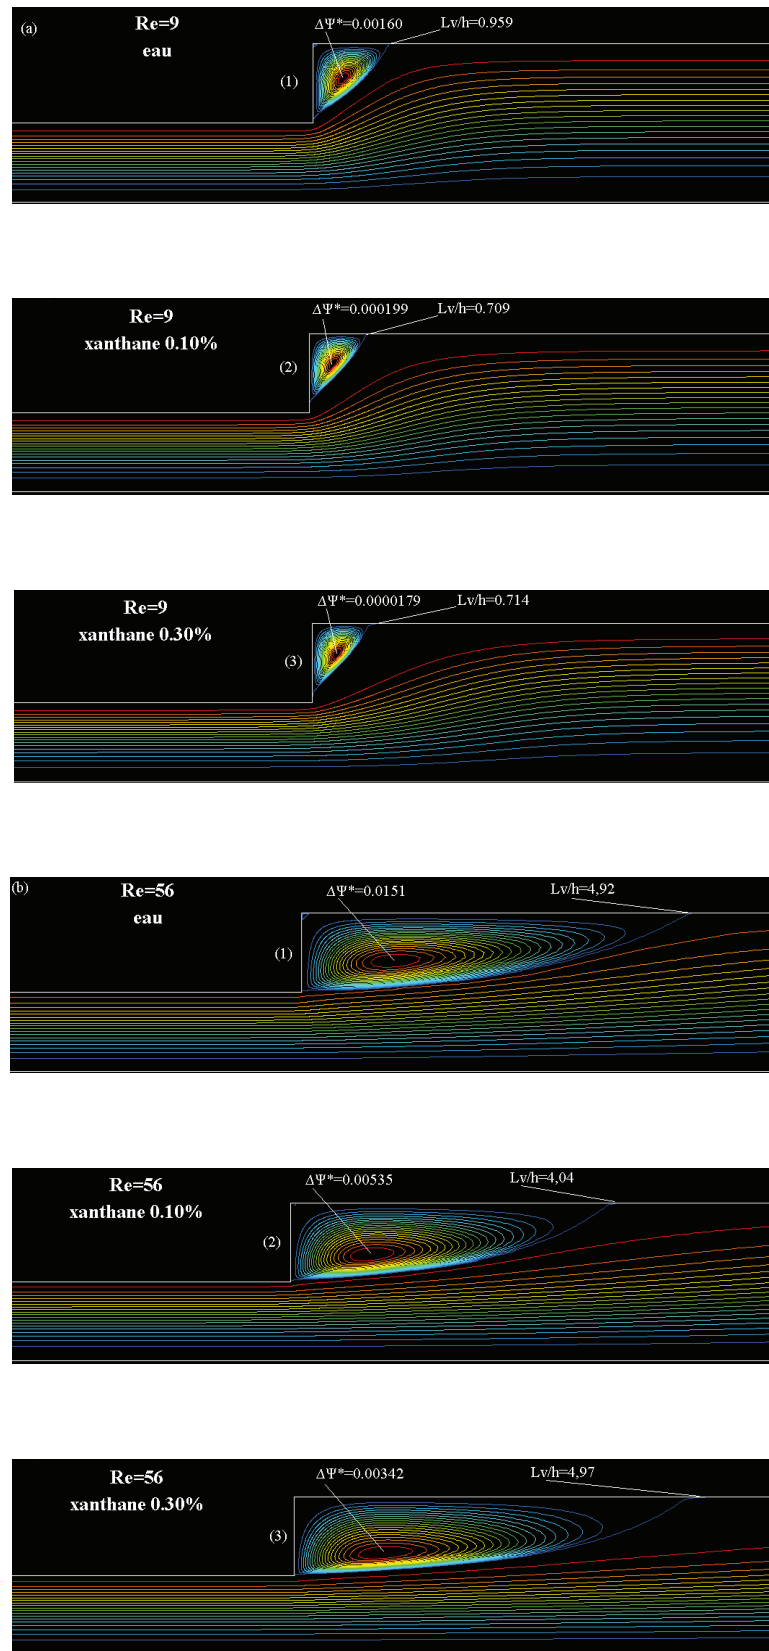 (a)
Re=9
eau
ΔΨ*=0.00160
Lv/h=0.959
(1)
Re=9
xanthane 0.10%
ΔΨ*=0.000199
Lv/h=0.709
(2)
Re=9
xanthane 0.30%
ΔΨ*=0.0000179
Lv/h=0.714
(3)
(b)
Re=56
eau
ΔΨ*=0.0151
Lv/h=4,92
(1)
Re=56
xanthane 0.10%
ΔΨ*=0.00535
Lv/h=4,04
(2)
Re=56
xanthane 0.30%
ΔΨ*=0.00342
Lv/h=4,97
(3)